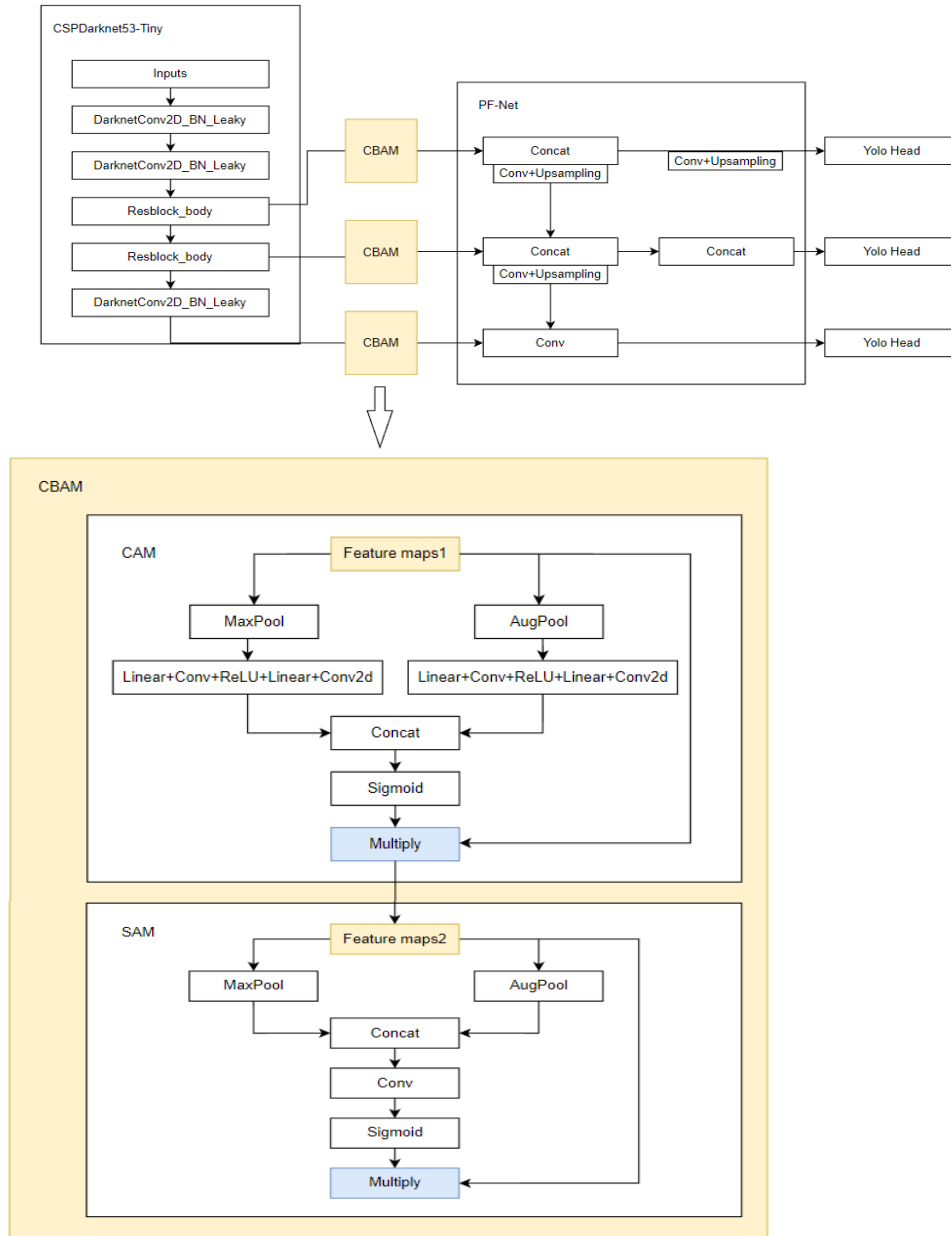 CSPDarknet53-Tiny
Inputs
DarknetConv2D_BN_Leaky
DarknetConv2D_BN_Leaky
Resblock_body
Resblock_body
DarknetConv2D_BN_Leaky
CBAM
CBAM
CBAM
PF-Net
Concat
Conv+Upsampling
Conv+Upsampling
Yolo Head
Concat
Conv+Upsampling
Concat
Yolo Head
Conv
Yolo Head
CBAM
CAM
Feature maps1
MaxPool
AugPool
Linear+Conv+ReLU+Linear+Conv2d
Linear+Conv+ReLU+Linear+Conv2d
Concat
Sigmoid
Multiply
SAM
Feature maps2
MaxPool
AugPool
Concat
Conv
Sigmoid
Multiply